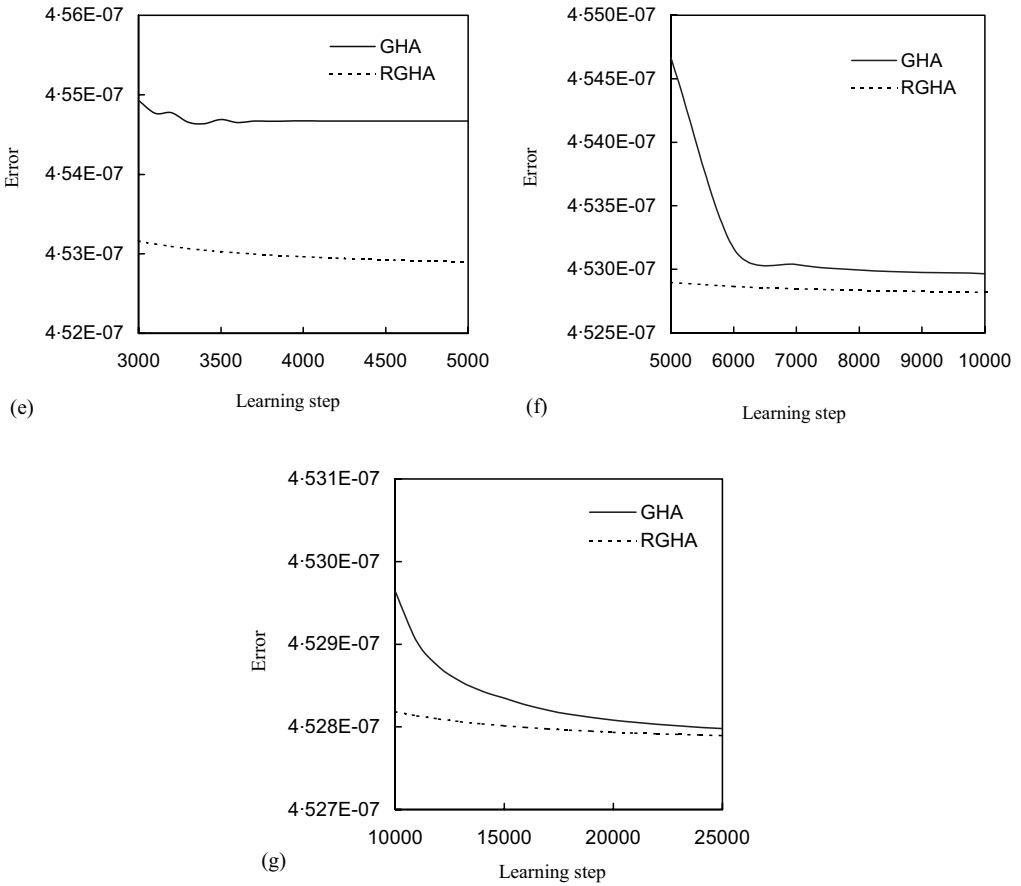 4·56E-07
4·55E-07
4·54E-07
4·53E-07
4·52E-07
Error
GHA
RGHA
3000 3500 4000 4500 5000
Learning step
(e)
4·550E-07
4·545E-07
4·540E-07
4·535E-07
4·530E-07
4·525E-07
Error
GHA
RGHA
5000 6000 7000 8000 9000 10000
Learning step
(f)
4·531E-07
4·530E-07
4·529E-07
4·528E-07
4·527E-07
Error
GHA
RGHA
10000 15000 20000 25000
Learning step
(g)